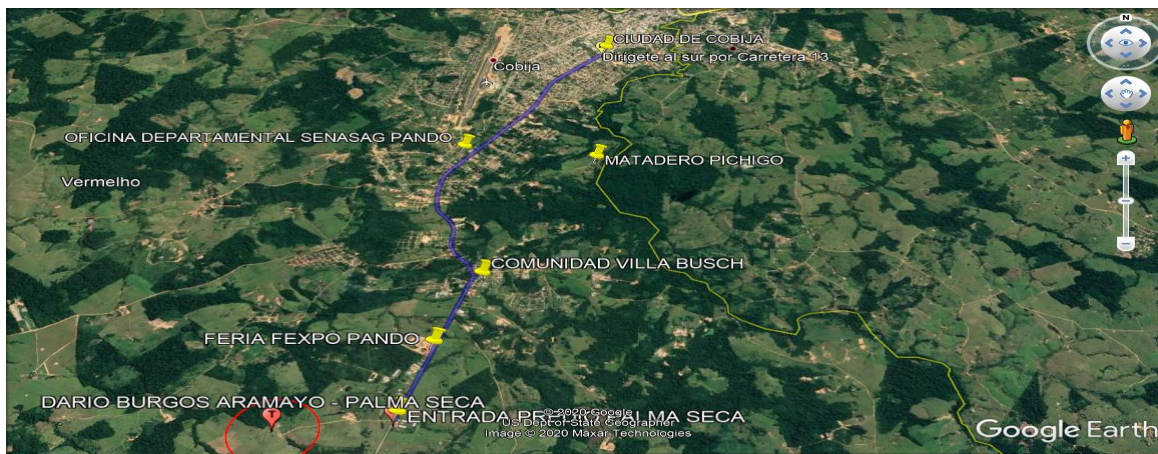 N
CIUDAD DE COBIJA
Dirigete al sur por Carretera 13
Cobija
OFICINA DEPARTAMENTAL SENASAG PANDO
MATADERO PICHIGO
Vermelho
COMUNIDAD VILLA BUSCH
FERIA FEXPO PANDO
DARIO BURGOS ARAMAYO - PALMA SECA
T
ENTRADA PREDIO PALMA SECA
© 2020 Google
US Dept of State Geographer
Image © 2020 Maxar Technologies
Google Earth